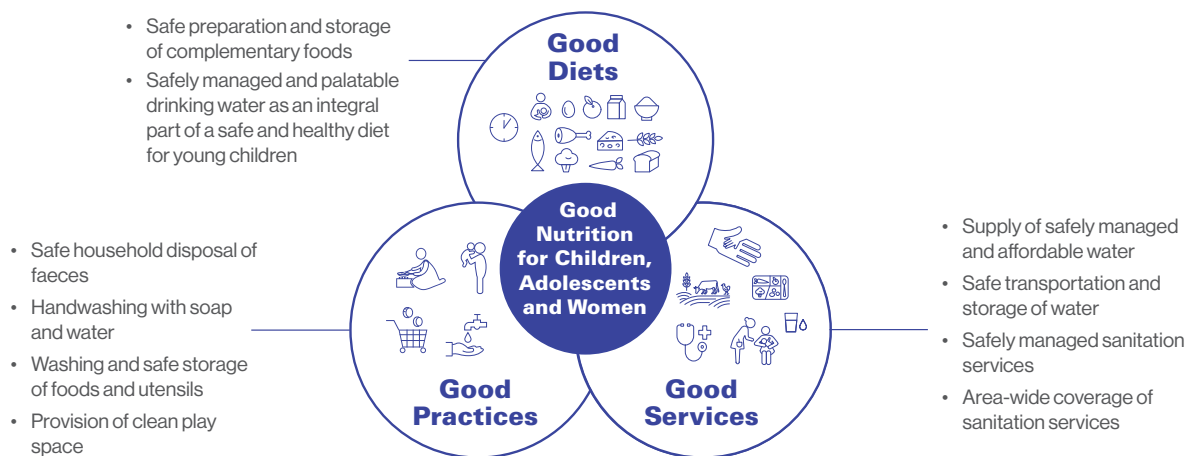 • Safe preparation and storage
of complementary foods
• Safely managed and palatable
drinking water as an integral
part of a safe and healthy diet
for young children
Good
Diets
Good
Nutrition
for Children,
Adolescents
and Women
• Safe household disposal of
faeces
• Handwashing with soap
and water
• Washing and safe storage
of foods and utensils
• Provision of clean play
space
Good
Practices
Good
Services
• Supply of safely managed
and affordable water
• Safe transportation and
storage of water
• Safely managed sanitation
services
• Area-wide coverage of
sanitation services